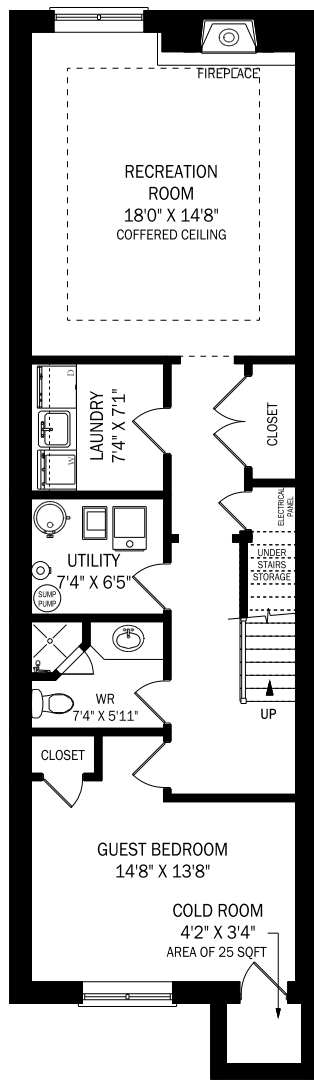 FIREPLACE
RECREATION
ROOM
18'0" X 14'8"
COFFERED CEILING
D
LAUNDRY
7'4" X 7'1"
W
CLOSET
ELECTRICAL
PANEL
UTILITY
7'4" X 6'5"
SUMP
PUMP
UNDER
STAIRS
STORAGE
WR
7'4" X 5'11"
UP
CLOSET
GUEST BEDROOM
14'8" X 13'8"
COLD ROOM
4'2" X 3'4"
AREA OF 25 SQFT